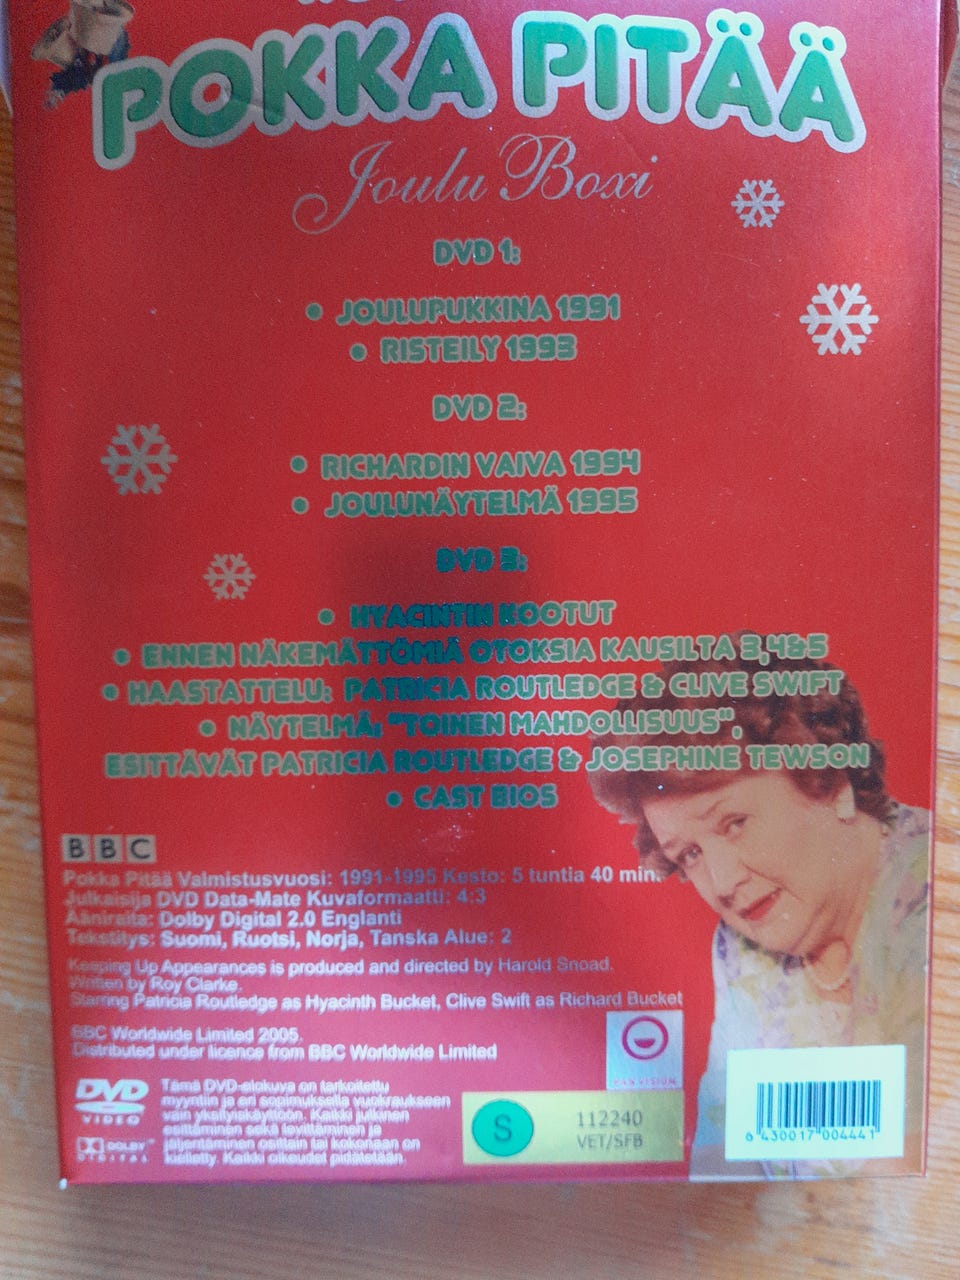 POKKA PITÄÄ
Joulu Boxi
DVD 1:
• JOULUPUKKINA 1991
• RISTEILY 1993
DVD 2:
• RICHARDIN VAIVA 1994
• JOULUNÄYTELMÄ 1995
DVD 3:
• HYACINTIN KOOTUT
• ENNEN NÄKEMÄTTÖMIÄ OTOKSIA KAUSILTA 3,4&5
• HAASTATTELU: PATRICIA ROUTLEDGE & CLIVE SWIFT
• NÄYTELMÄ: "TOINEN MAHDOLLISUUS",
ESITTÄVÄT PATRICIA ROUTLEDGE & JOSEPHINE TEWSON
• CAST BIOS
BBC
Pokka Pitää Valmistusvuosi: 1991-1995 Kesto: 5 tuntia 40 min.
Julkaisija DVD Data-Mate Kuvaformaatti: 4:3
Ääniraita: Dolby Digital 2.0 Englanti
Tekstitys: Suomi, Ruotsi, Norja, Tanska Alue: 2
Keeping Up Appearances is produced and directed by Harold Snoad.
Written by Roy Clarke.
Starring Patricia Routledge as Hyacinth Bucket, Clive Swift as Richard Bucket
BBC Worldwide Limited 2005.
Distributed under licence from BBC Worldwide Limited
PAN VISION
DVD
VIDEO
DOLBY
DIGITAL
Tämä DVD-elokuva on tarkoitettu
myyntiin ja eri sopimuksella vuokraukseen
vain yksityiskäyttöön. Kaikki julkinen
esittäminen sekä levittäminen ja
jäljentäminen osittain tai kokonaan on
kielletty. Kaikki oikeudet pidätetään.
S
112240
VET/SFB
6 430017 004441